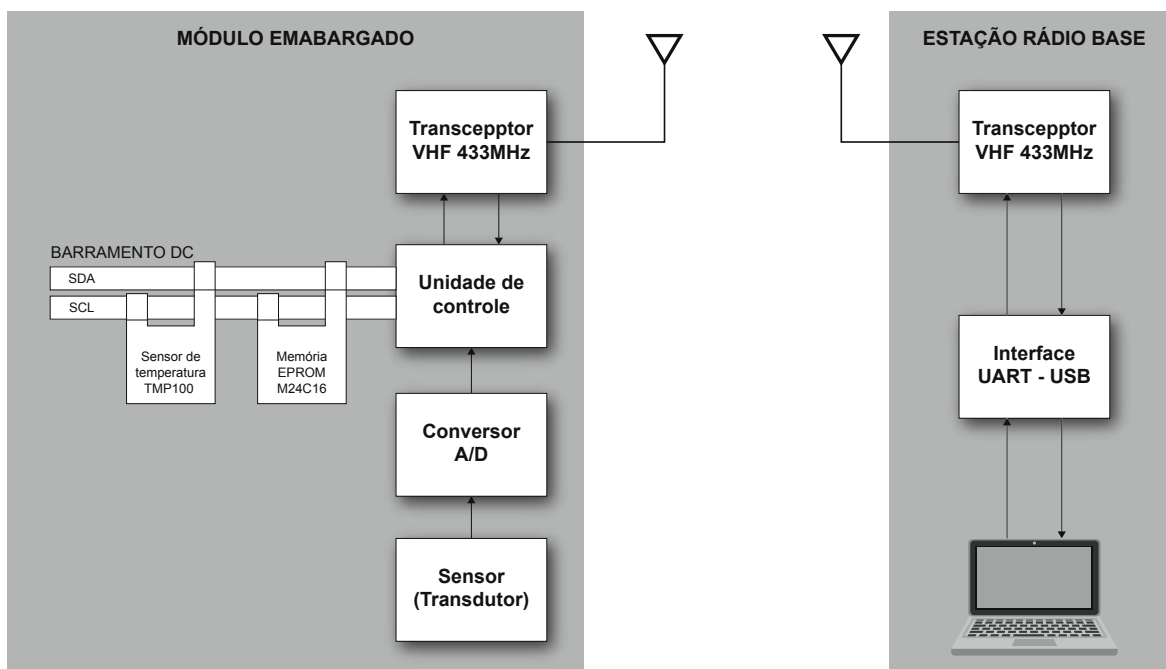 MÓDULO EMABARGADO
Transcepptor
VHF 433MHz
BARRAMENTO DC
SDA
SCL
Sensor de
temperatura
TMP100
Memória
EPROM
M24C16
Unidade de
controle
Conversor
A/D
Sensor
(Transdutor)
ESTAÇÃO RÁDIO BASE
Transcepptor
VHF 433MHz
Interface
UART - USB